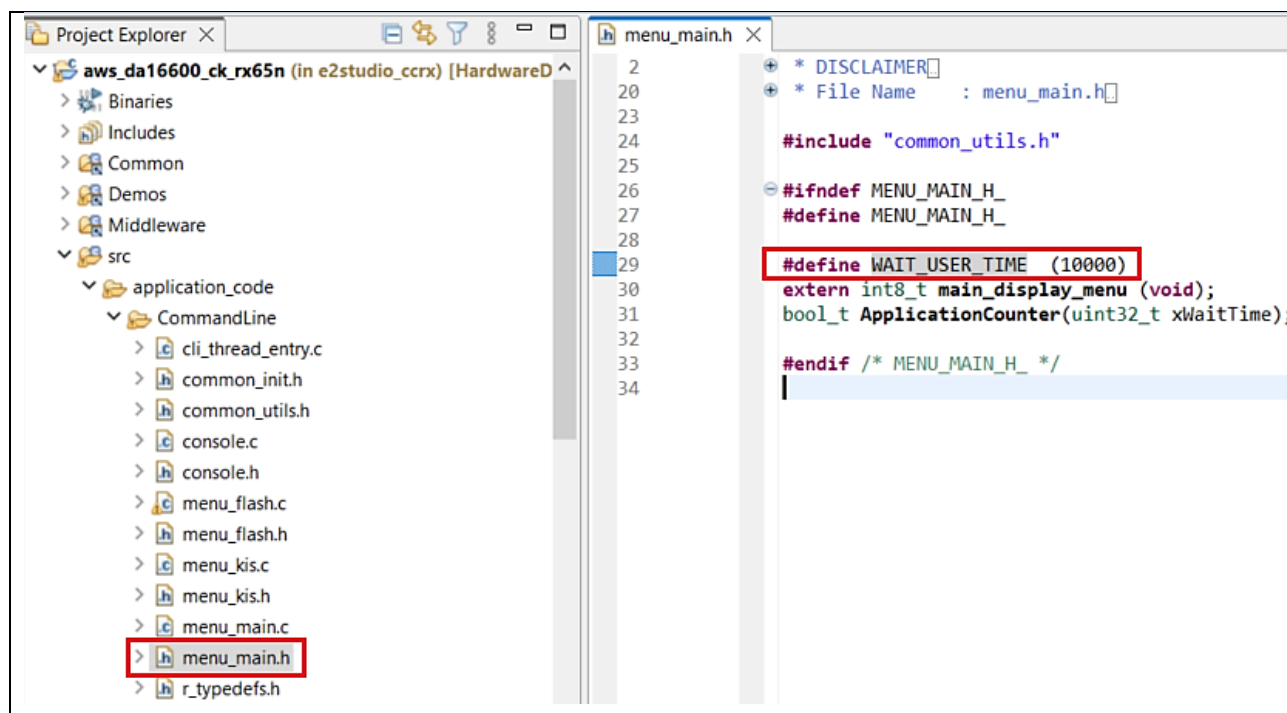 Project Explorer
aws_da16600_ck_rx65n (in e2studio_ccrx) [HardwareD
Binaries
Includes
Common
Demos
Middleware
src
application_code
CommandLine
cli_thread_entry.c
common_init.h
common_utils.h
console.c
console.h
menu_flash.c
menu_flash.h
menu_kis.c
menu_kis.h
menu_main.c
menu_main.h
r_typedefs.h
menu_main.h
2 * DISCLAIMER
20 * File Name    : menu_main.h
23
24 #include "common_utils.h"
25
26 #ifndef MENU_MAIN_H_
27 #define MENU_MAIN_H_
28
29 #define WAIT_USER_TIME  (10000)
30 extern int8_t main_display_menu (void);
31 bool_t ApplicationCounter(uint32_t xWaitTime);
32
33 #endif /* MENU_MAIN_H_ */
34